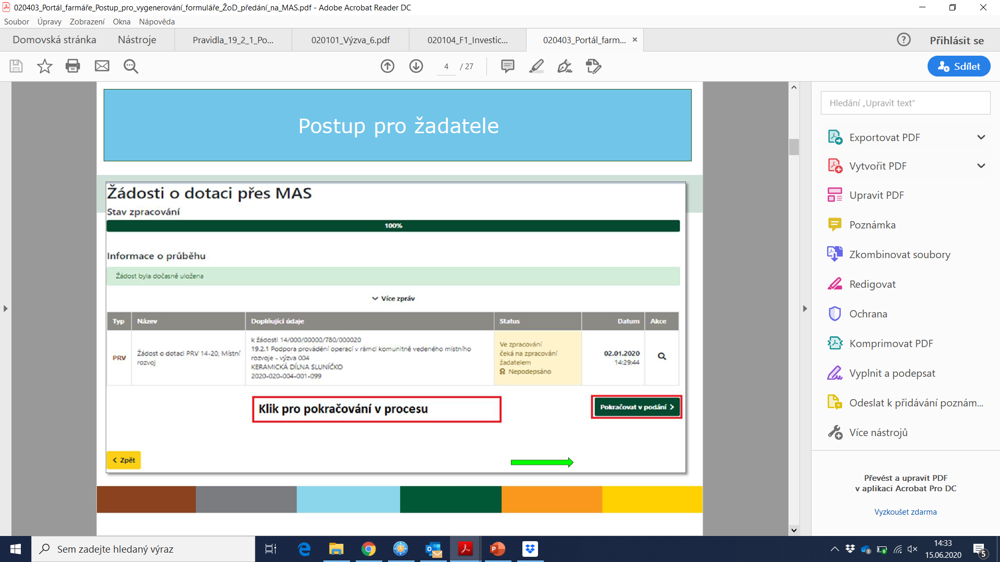 020403_Portál_farmáře_Postup_pro_vygenerování_formuláře_ŽoD_předání_na_MAS.pdf - Adobe Acrobat Reader DC
Soubor Úpravy Zobrazení Okna Nápověda
Domovská stránka Nástroje Pravidla_19_2_1_Po... 020101_Výzva_6.pdf 020104_F1_Investic... 020403_Portál_farm... × Přihlásit se
4 / 27
Sdílet
Postup pro žadatele
Žádosti o dotaci přes MAS
Stav zpracování
100%
Informace o průběhu
Žádost byla dočasně uložena
Více zpráv
Typ Název Doplňující údaje Status Datum Akce
PRV
Žádost o dotaci PRV 14-20, Místní
rozvoj
k žádosti 14/000/00000/780/000020
19.2.1 Podpora provádění operací v rámci komunitně vedeného místního
rozvoje - výzva 004
KERAMICKÁ DÍLNA SLUNÍČKO
2020-020-004-001-099
Ve zpracování
čeká na zpracování
žadatelem
Nepodepsáno
02.01.2020
14:29:44
Klik pro pokračování v procesu
Pokračovat v podání >
< Zpět
Hledání „Upravit text“
Exportovat PDF
Vytvořit PDF
Upravit PDF
Poznámka
Zkombinovat soubory
Redigovat
Ochrana
Komprimovat PDF
Vyplnit a podepsat
Odeslat k přidávání poznám...
Více nástrojů
Převést a upravit PDF
v aplikaci Acrobat Pro DC
Vyzkoušet zdarma
Sem zadejte hledaný výraz
14:33
15.06.2020
5